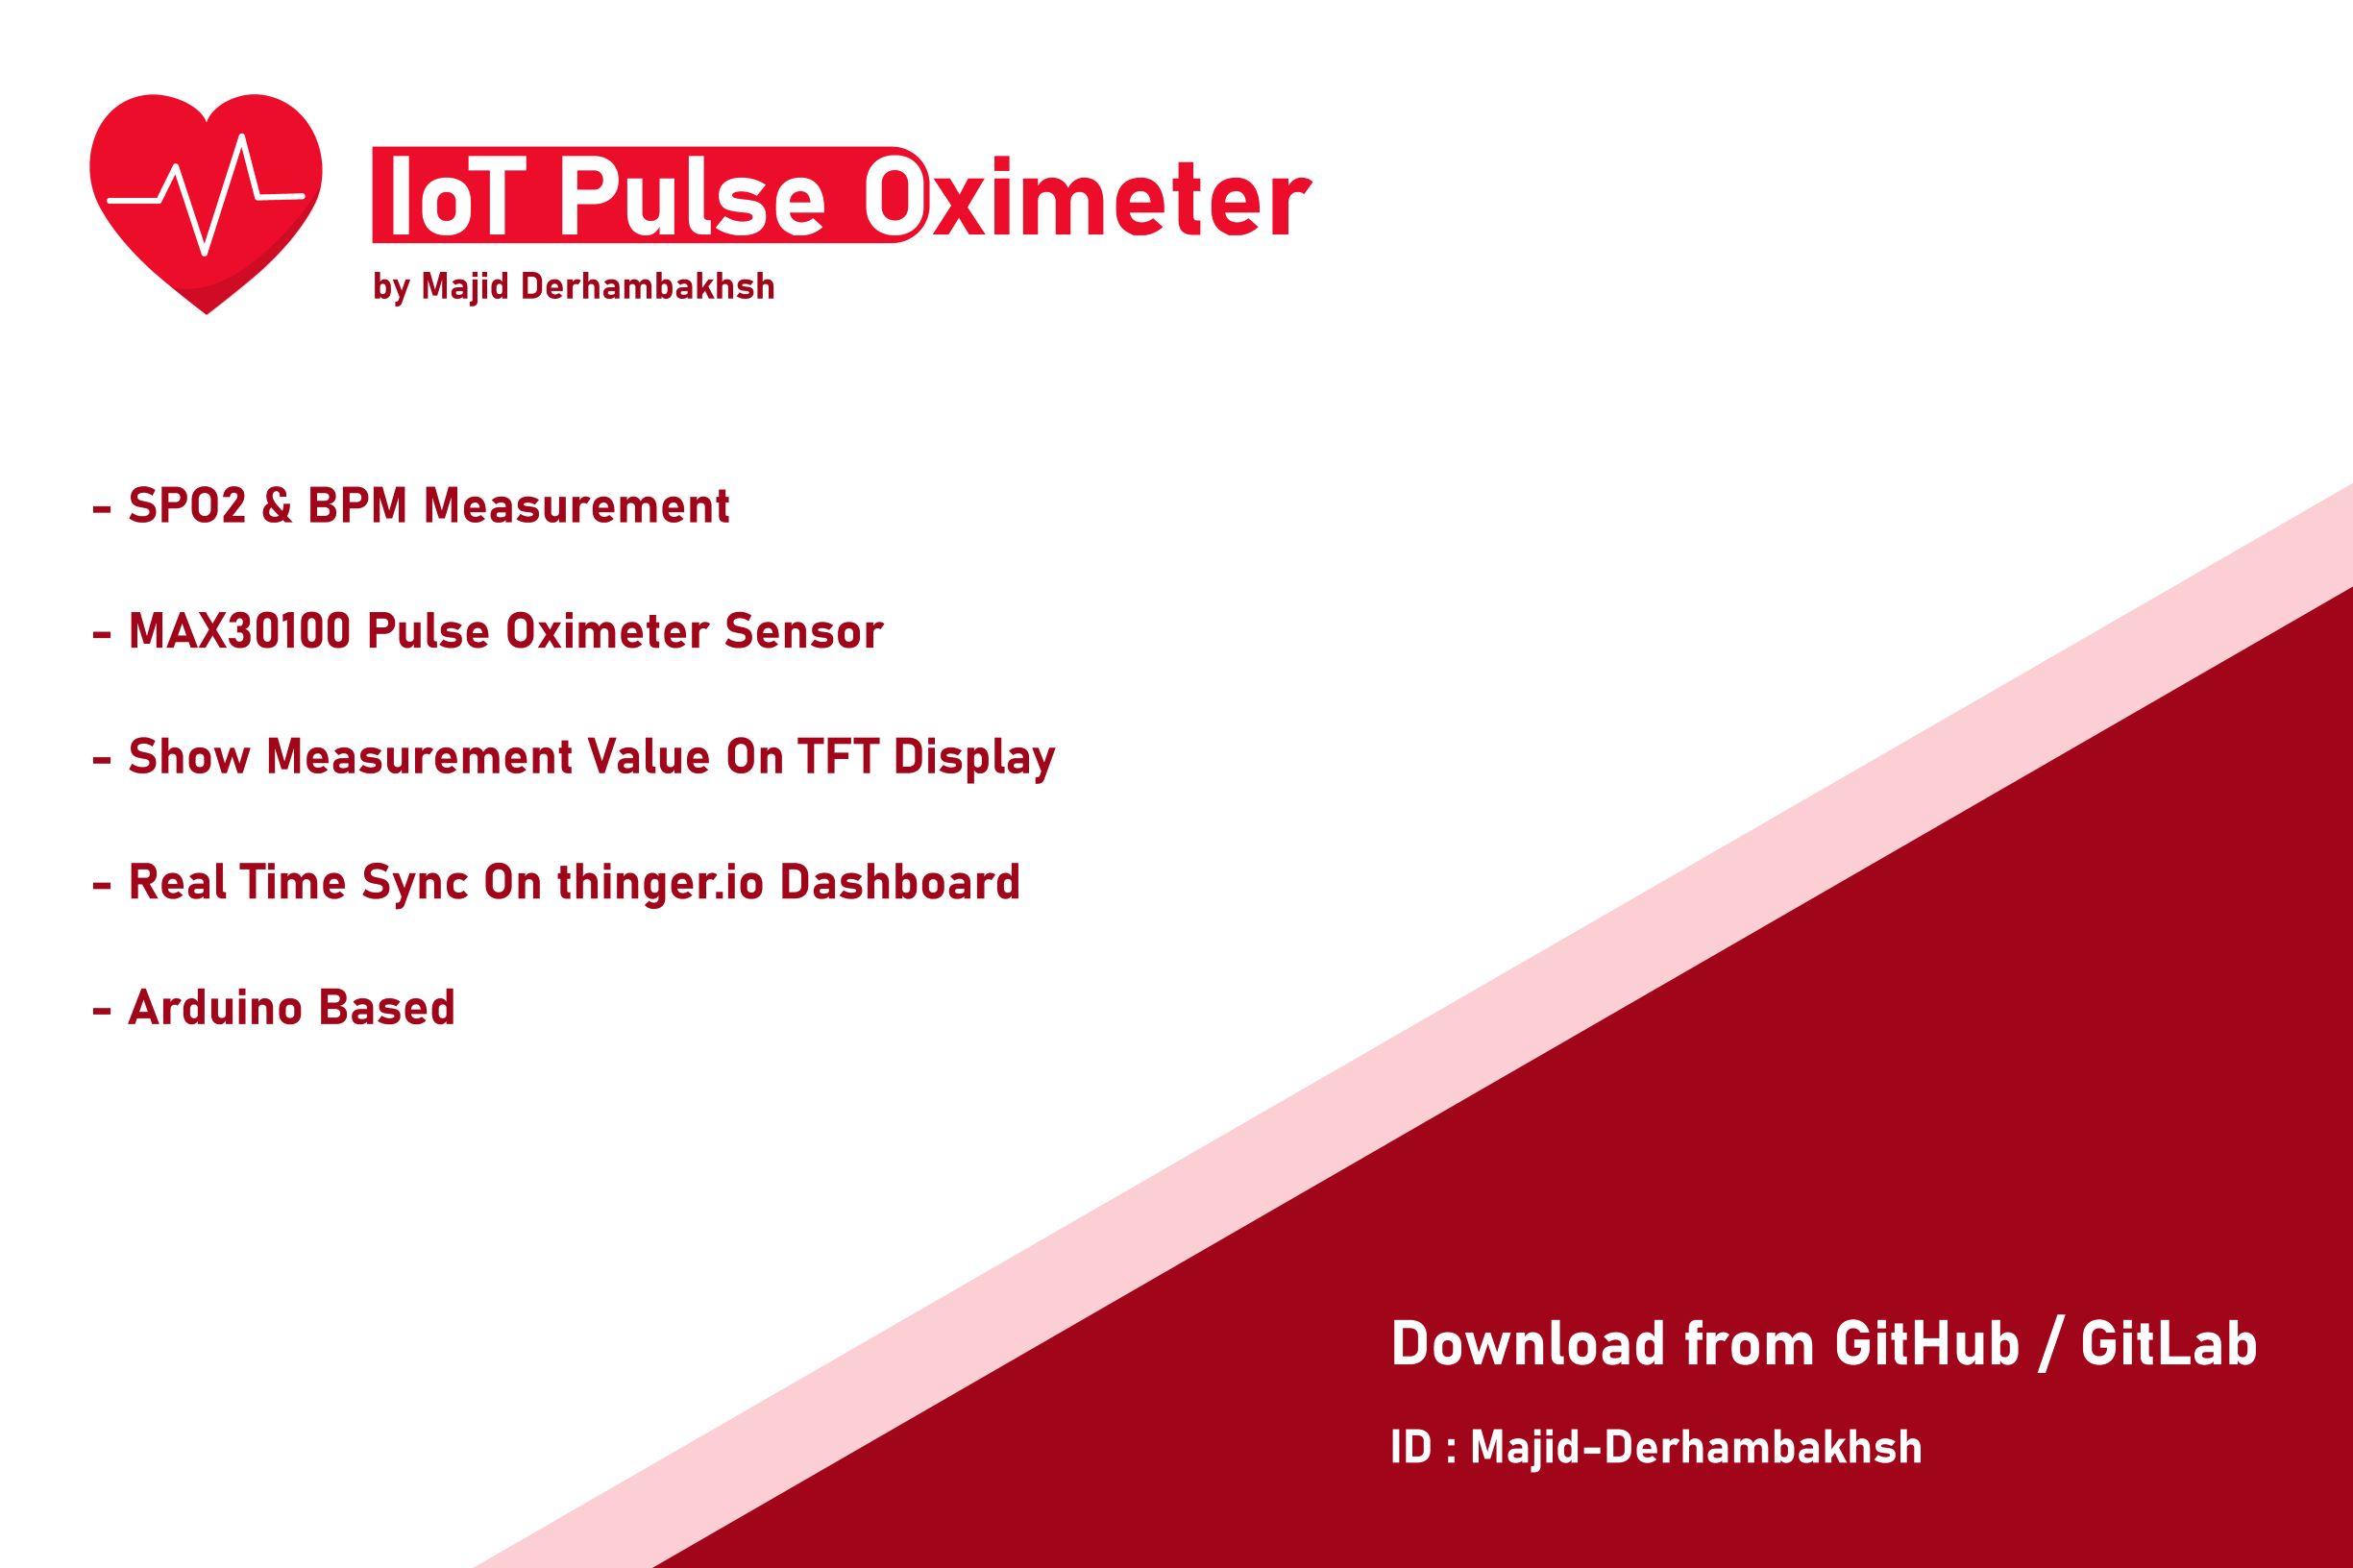 IoT Pulse Oximeter
by Majid Derhambakhsh
- SPO2 & BPM Measurement
- MAX30100 Pulse Oximeter Sensor
- Show Measurement Value On TFT Display
- Real Time Sync On thinger.io Dashboard
- Arduino Based
Download from GitHub / GitLab
ID : Majid-Derhambakhsh